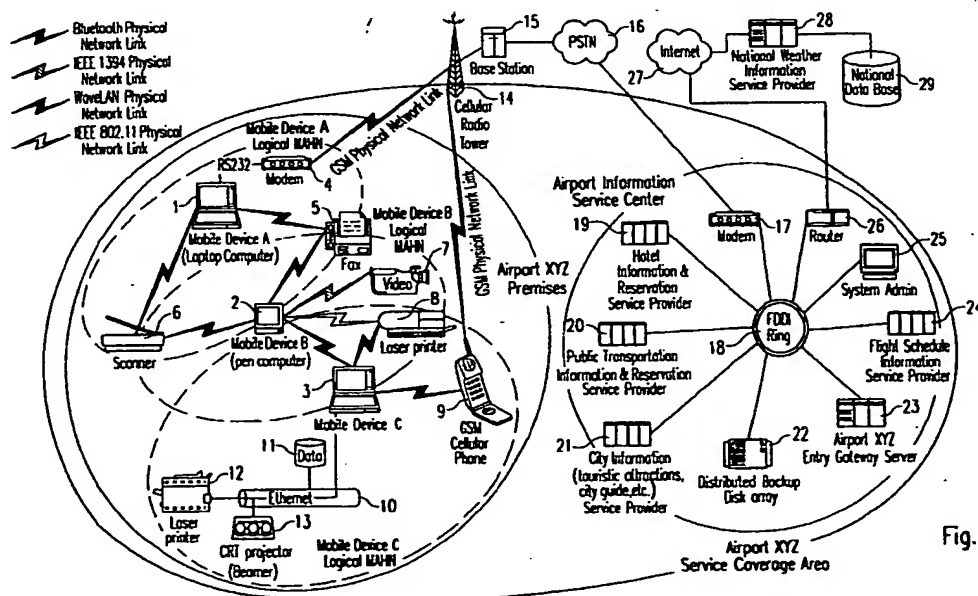 Bluetooth Physical
Network Link
IEEE 1394 Physical
Network Link
WaveLAN Physical
Network Link
IEEE 802.11 Physical
Network Link
15
Base Station
PSTN
16
Internet
27
28
National Weather
Information
Service Provider
National
Data Base
29
14
Cellular
Radio
Tower
GSM Physical Network Link
Mobile Device A
Logical MAHN
RS232
Modem
4
1
Mobile Device A
(Laptop Computer)
5
Fax
Mobile Device B
Logical
MAHN
7
Video
GSM Physical Network Link
Airport XYZ
Premises
6
Scanner
2
Mobile Device B
(pen computer)
8
Laser printer
3
Mobile Device C
9
GSM
Cellular
Phone
11
Data
12
Laser
printer
Ethernet
10
13
CRT projector
(Beamer)
Mobile Device C
Logical MAHN
Airport Information
Service Center
19
Hotel
Information &
Reservation
Service Provider
Modem
17
Router
26
25
System Admin
20
Public Transportation
Information & Reservation
Service Provider
FDDI
Ring
18
24
Flight Schedule
Information
Service Provider
21
City Information
(touristic attractions,
city guide,etc.)
Service Provider
22
Distributed Backup
Disk array
23
Airport XYZ
Entry Gateway Server
Airport XYZ
Service Coverage Area
Fig.